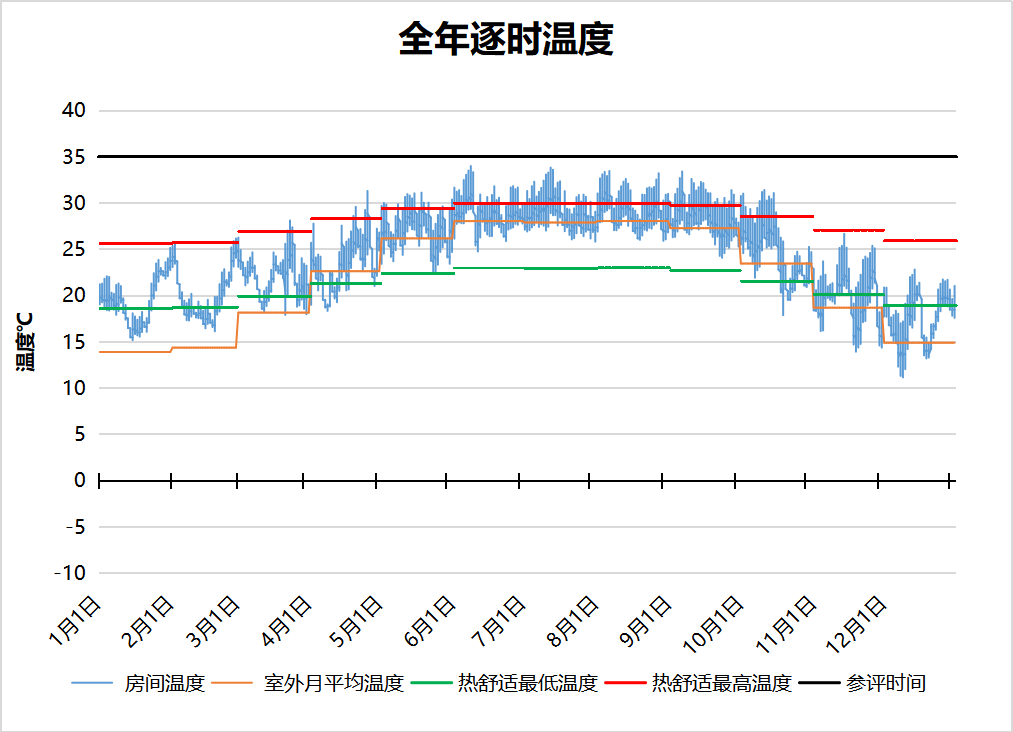 全年逐时温度
40
35
30
25
20
15
10
5
0
-5
-10
温度℃
1月1日
2月1日
3月1日
4月1日
5月1日
6月1日
7月1日
8月1日
9月1日
10月1日
11月1日
12月1日
房间温度 室外月平均温度 热舒适最低温度 热舒适最高温度 参评时间